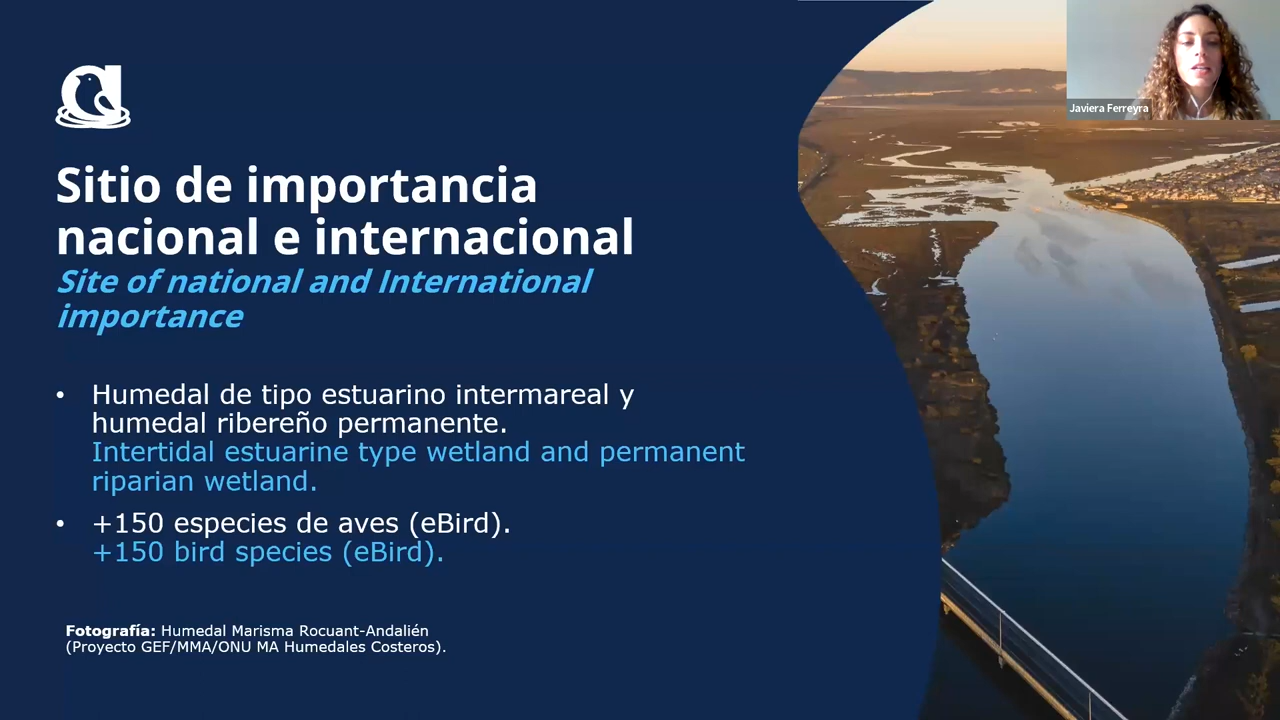 Sitio de importancia
nacional e internacional
Site of national and International
importance
• Humedal de tipo estuarino intermareal y
humedal ribereño permanente.
Intertidal estuarine type wetland and permanent
riparian wetland.
• +150 especies de aves (eBird).
+150 bird species (eBird).
Fotografía: Humedal Marisma Rocuant-Andalién
(Proyecto GEF/MMA/ONU MA Humedales Costeros).
Javiera Ferreyra